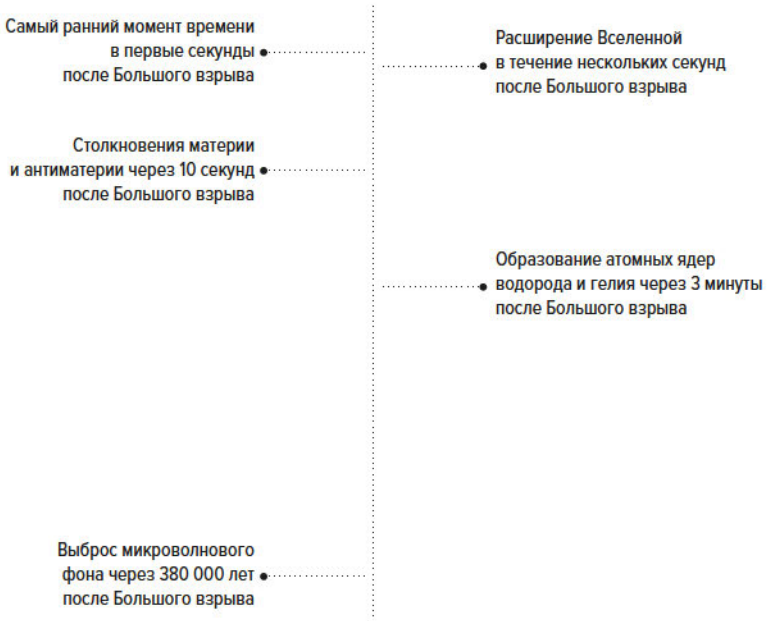 Самый ранний момент времени
в первые секунды
после Большого взрыва
Расширение Вселенной
в течение нескольких секунд
после Большого взрыва
Столкновения материи
и антиматерии через 10 секунд
после Большого взрыва
Образование атомных ядер
водорода и гелия через 3 минуты
после Большого взрыва
Выброс микроволнового
фона через 380 000 лет
после Большого взрыва